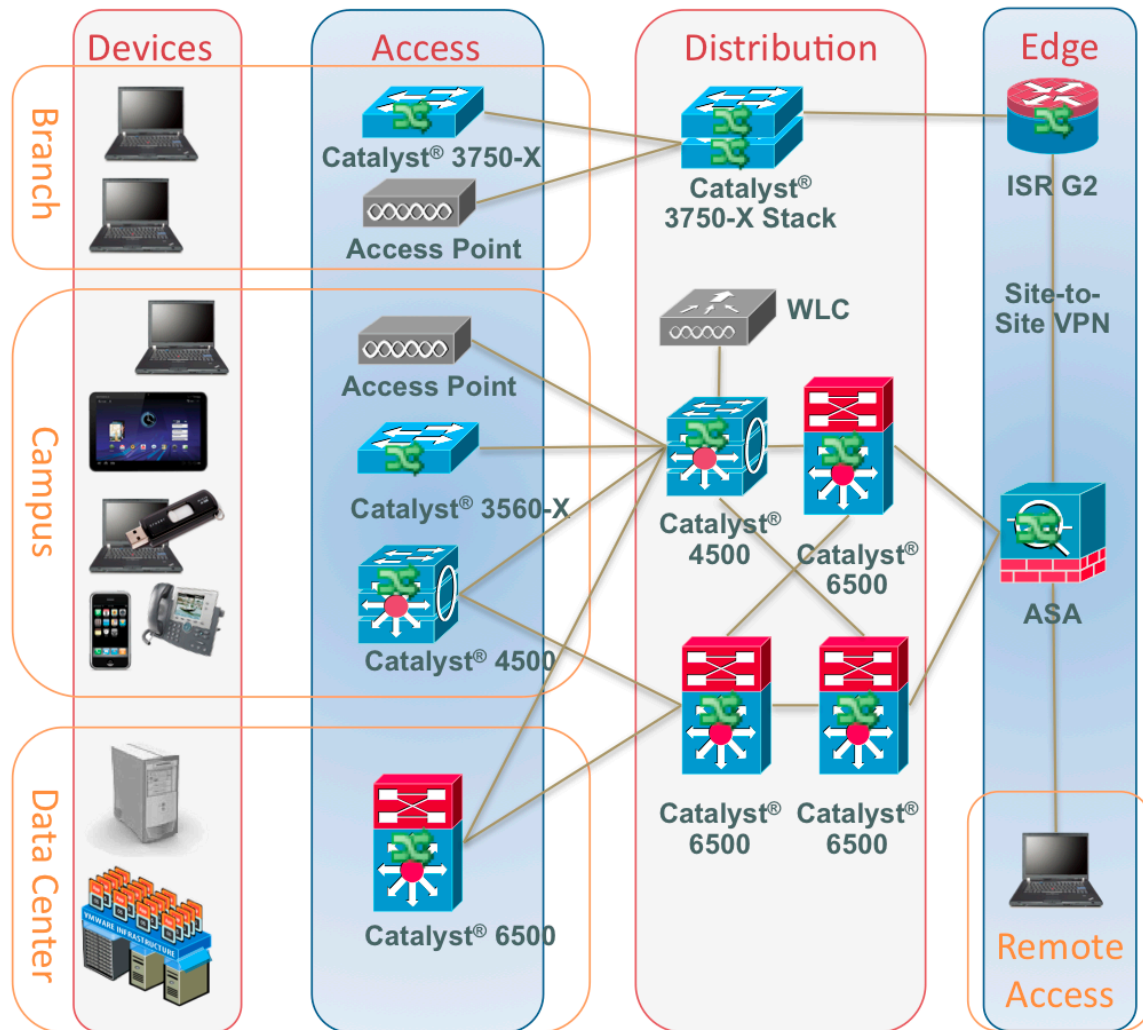 Devices
Access
Distribution
Edge
Branch
Catalyst® 3750-X
Access Point
Catalyst®
3750-X Stack
ISR G2
Site-to-
Site VPN
Campus
Access Point
Catalyst® 3560-X
Catalyst® 4500
WLC
Catalyst®
4500
Catalyst®
6500
ASA
Data Center
VMWARE INFRASTRUCTURE
Catalyst® 6500
Catalyst®
6500
Catalyst®
6500
Remote
Access